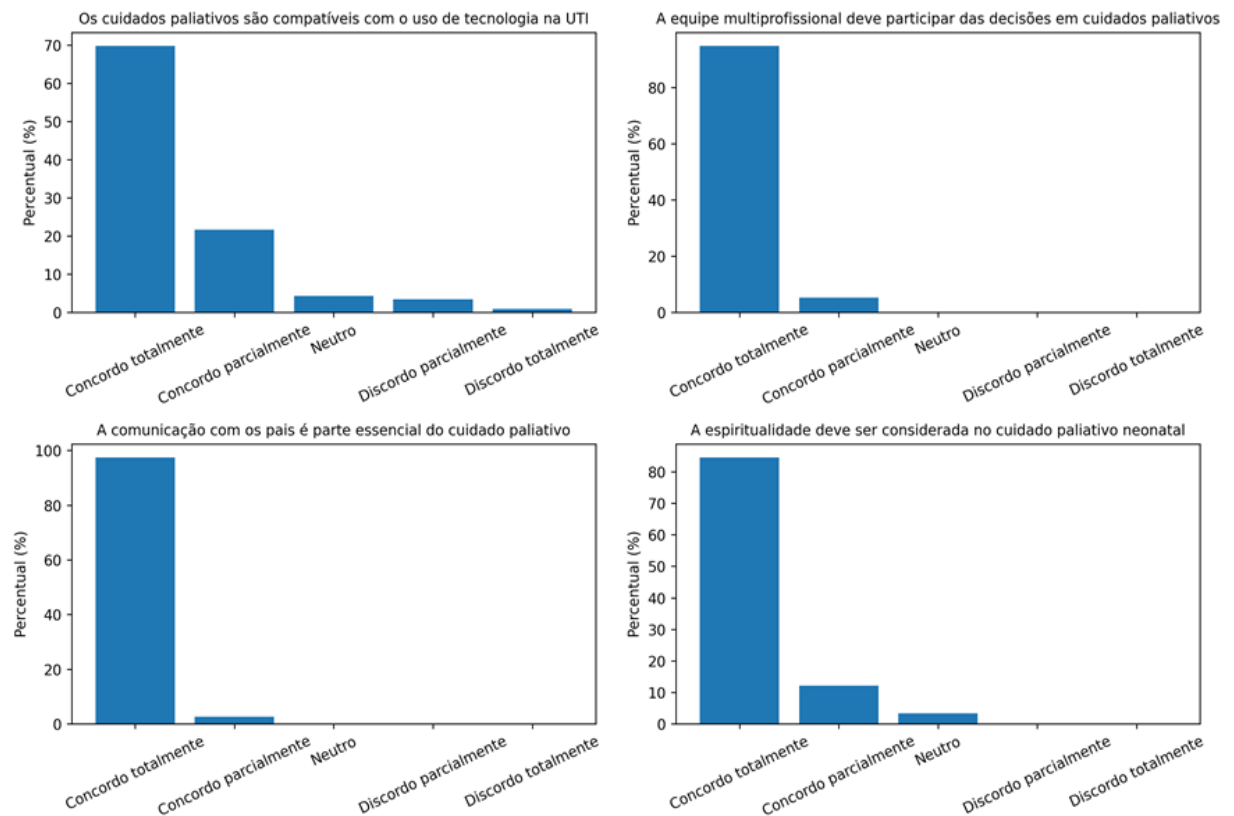 Os cuidados paliativos são compatíveis com o uso de tecnologia na UTI
Percentual (%)
70
60
50
40
30
20
10
0
Concordo totalmente
Concordo parcialmente
Neutro
Discordo parcialmente
Discordo totalmente
A equipe multiprofissional deve participar das decisões em cuidados paliativos
Percentual (%)
80
60
40
20
0
Concordo totalmente
Concordo parcialmente
Neutro
Discordo parcialmente
Discordo totalmente
A comunicação com os pais é parte essencial do cuidado paliativo
Percentual (%)
100
80
60
40
20
0
Concordo totalmente
Concordo parcialmente
Neutro
Discordo parcialmente
Discordo totalmente
A espiritualidade deve ser considerada no cuidado paliativo neonatal
Percentual (%)
80
70
60
50
40
30
20
10
0
Concordo totalmente
Concordo parcialmente
Neutro
Discordo parcialmente
Discordo totalmente